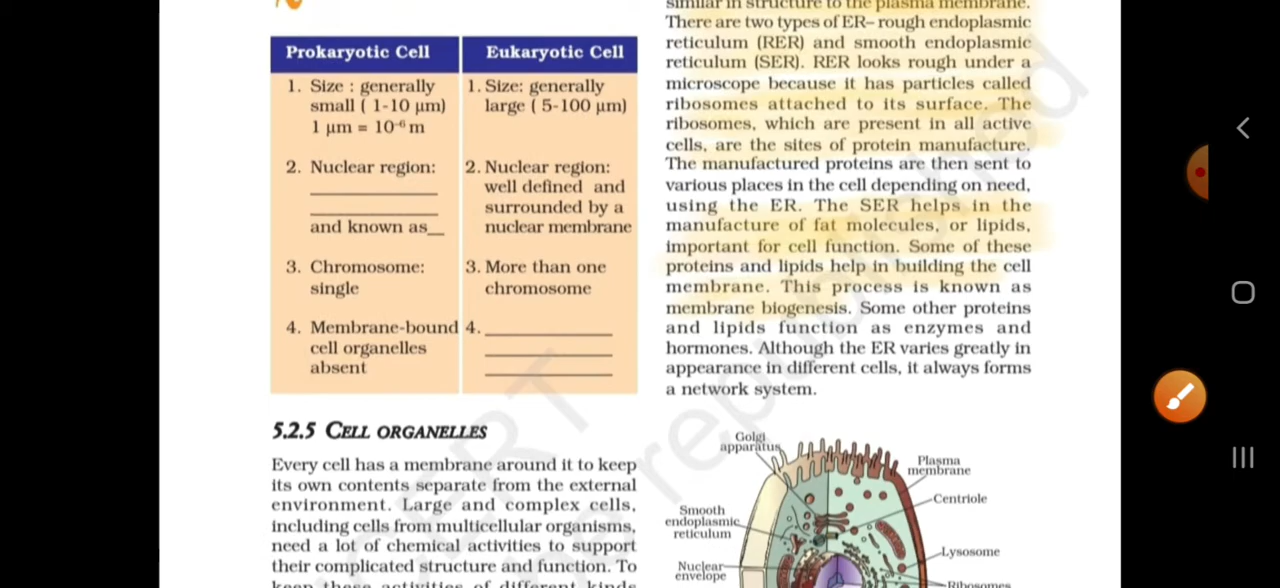 Prokaryotic Cell
Eukaryotic Cell
1. Size : generally
small ( 1-10 μm)
1 μm = 10⁻⁶ m
1. Size: generally
large ( 5-100 μm)
2. Nuclear region:
and known as
2. Nuclear region:
well defined and
surrounded by a
nuclear membrane
3. Chromosome:
single
3. More than one
chromosome
4. Membrane-bound
cell organelles
absent
4.
5.2.5 CELL ORGANELLES
Every cell has a membrane around it to keep
its own contents separate from the external
environment. Large and complex cells,
including cells from multicellular organisms,
need a lot of chemical activities to support
their complicated structure and function. To
keep these activities of different kinds
similar in structure to the plasma membrane.
There are two types of ER– rough endoplasmic
reticulum (RER) and smooth endoplasmic
reticulum (SER). RER looks rough under a
microscope because it has particles called
ribosomes attached to its surface. The
ribosomes, which are present in all active
cells, are the sites of protein manufacture.
The manufactured proteins are then sent to
various places in the cell depending on need,
using the ER. The SER helps in the
manufacture of fat molecules, or lipids,
important for cell function. Some of these
proteins and lipids help in building the cell
membrane. This process is known as
membrane biogenesis. Some other proteins
and lipids function as enzymes and
hormones. Although the ER varies greatly in
appearance in different cells, it always forms
a network system.
Golgi
apparatus
Plasma
membrane
Centriole
Smooth
endoplasmic
reticulum
Lysosome
Nuclear
envelope
Ribosomes